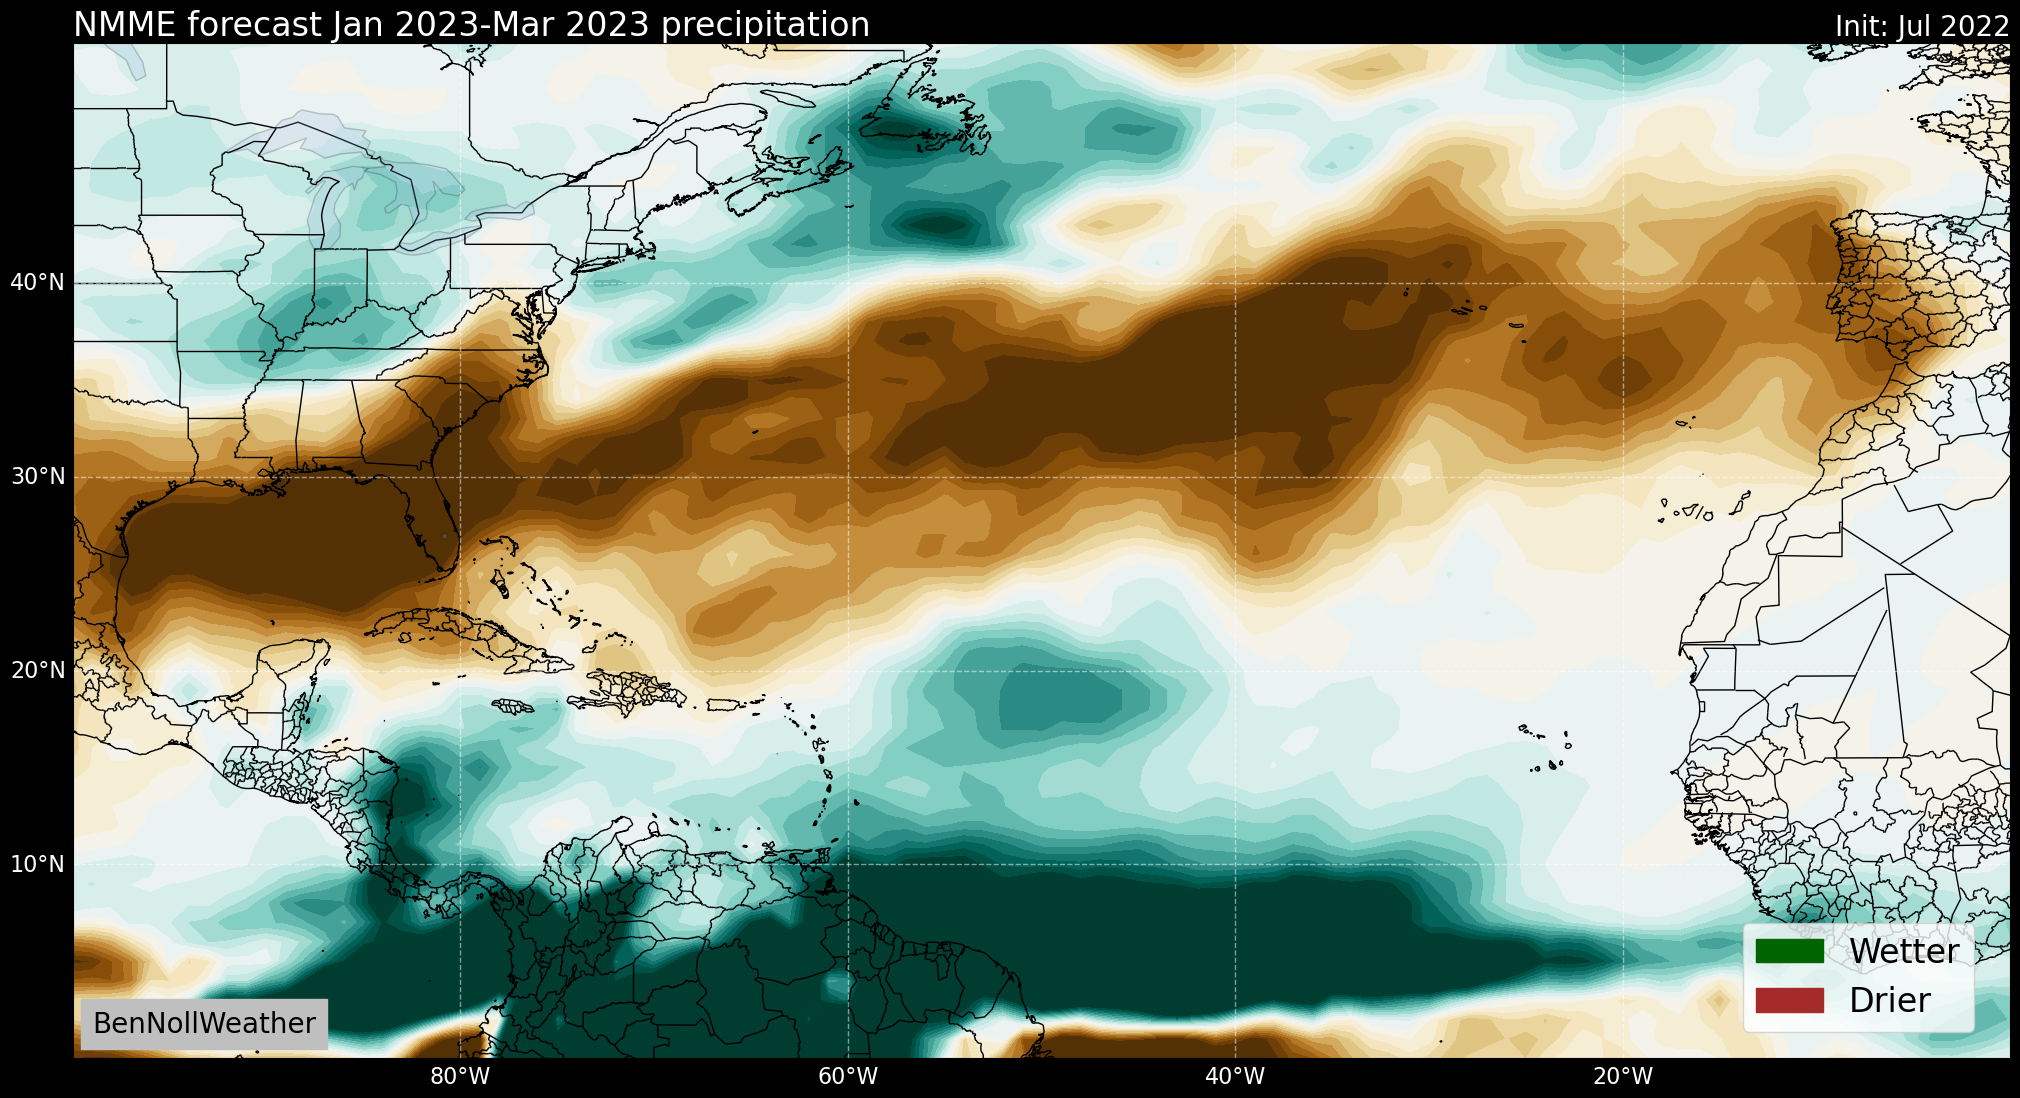 NMME forecast Jan 2023-Mar 2023 precipitation
Init: Jul 2022
40°N
30°N
20°N
10°N
Wetter
Drier
BenNollWeather
80°W
60°W
40°W
20°W